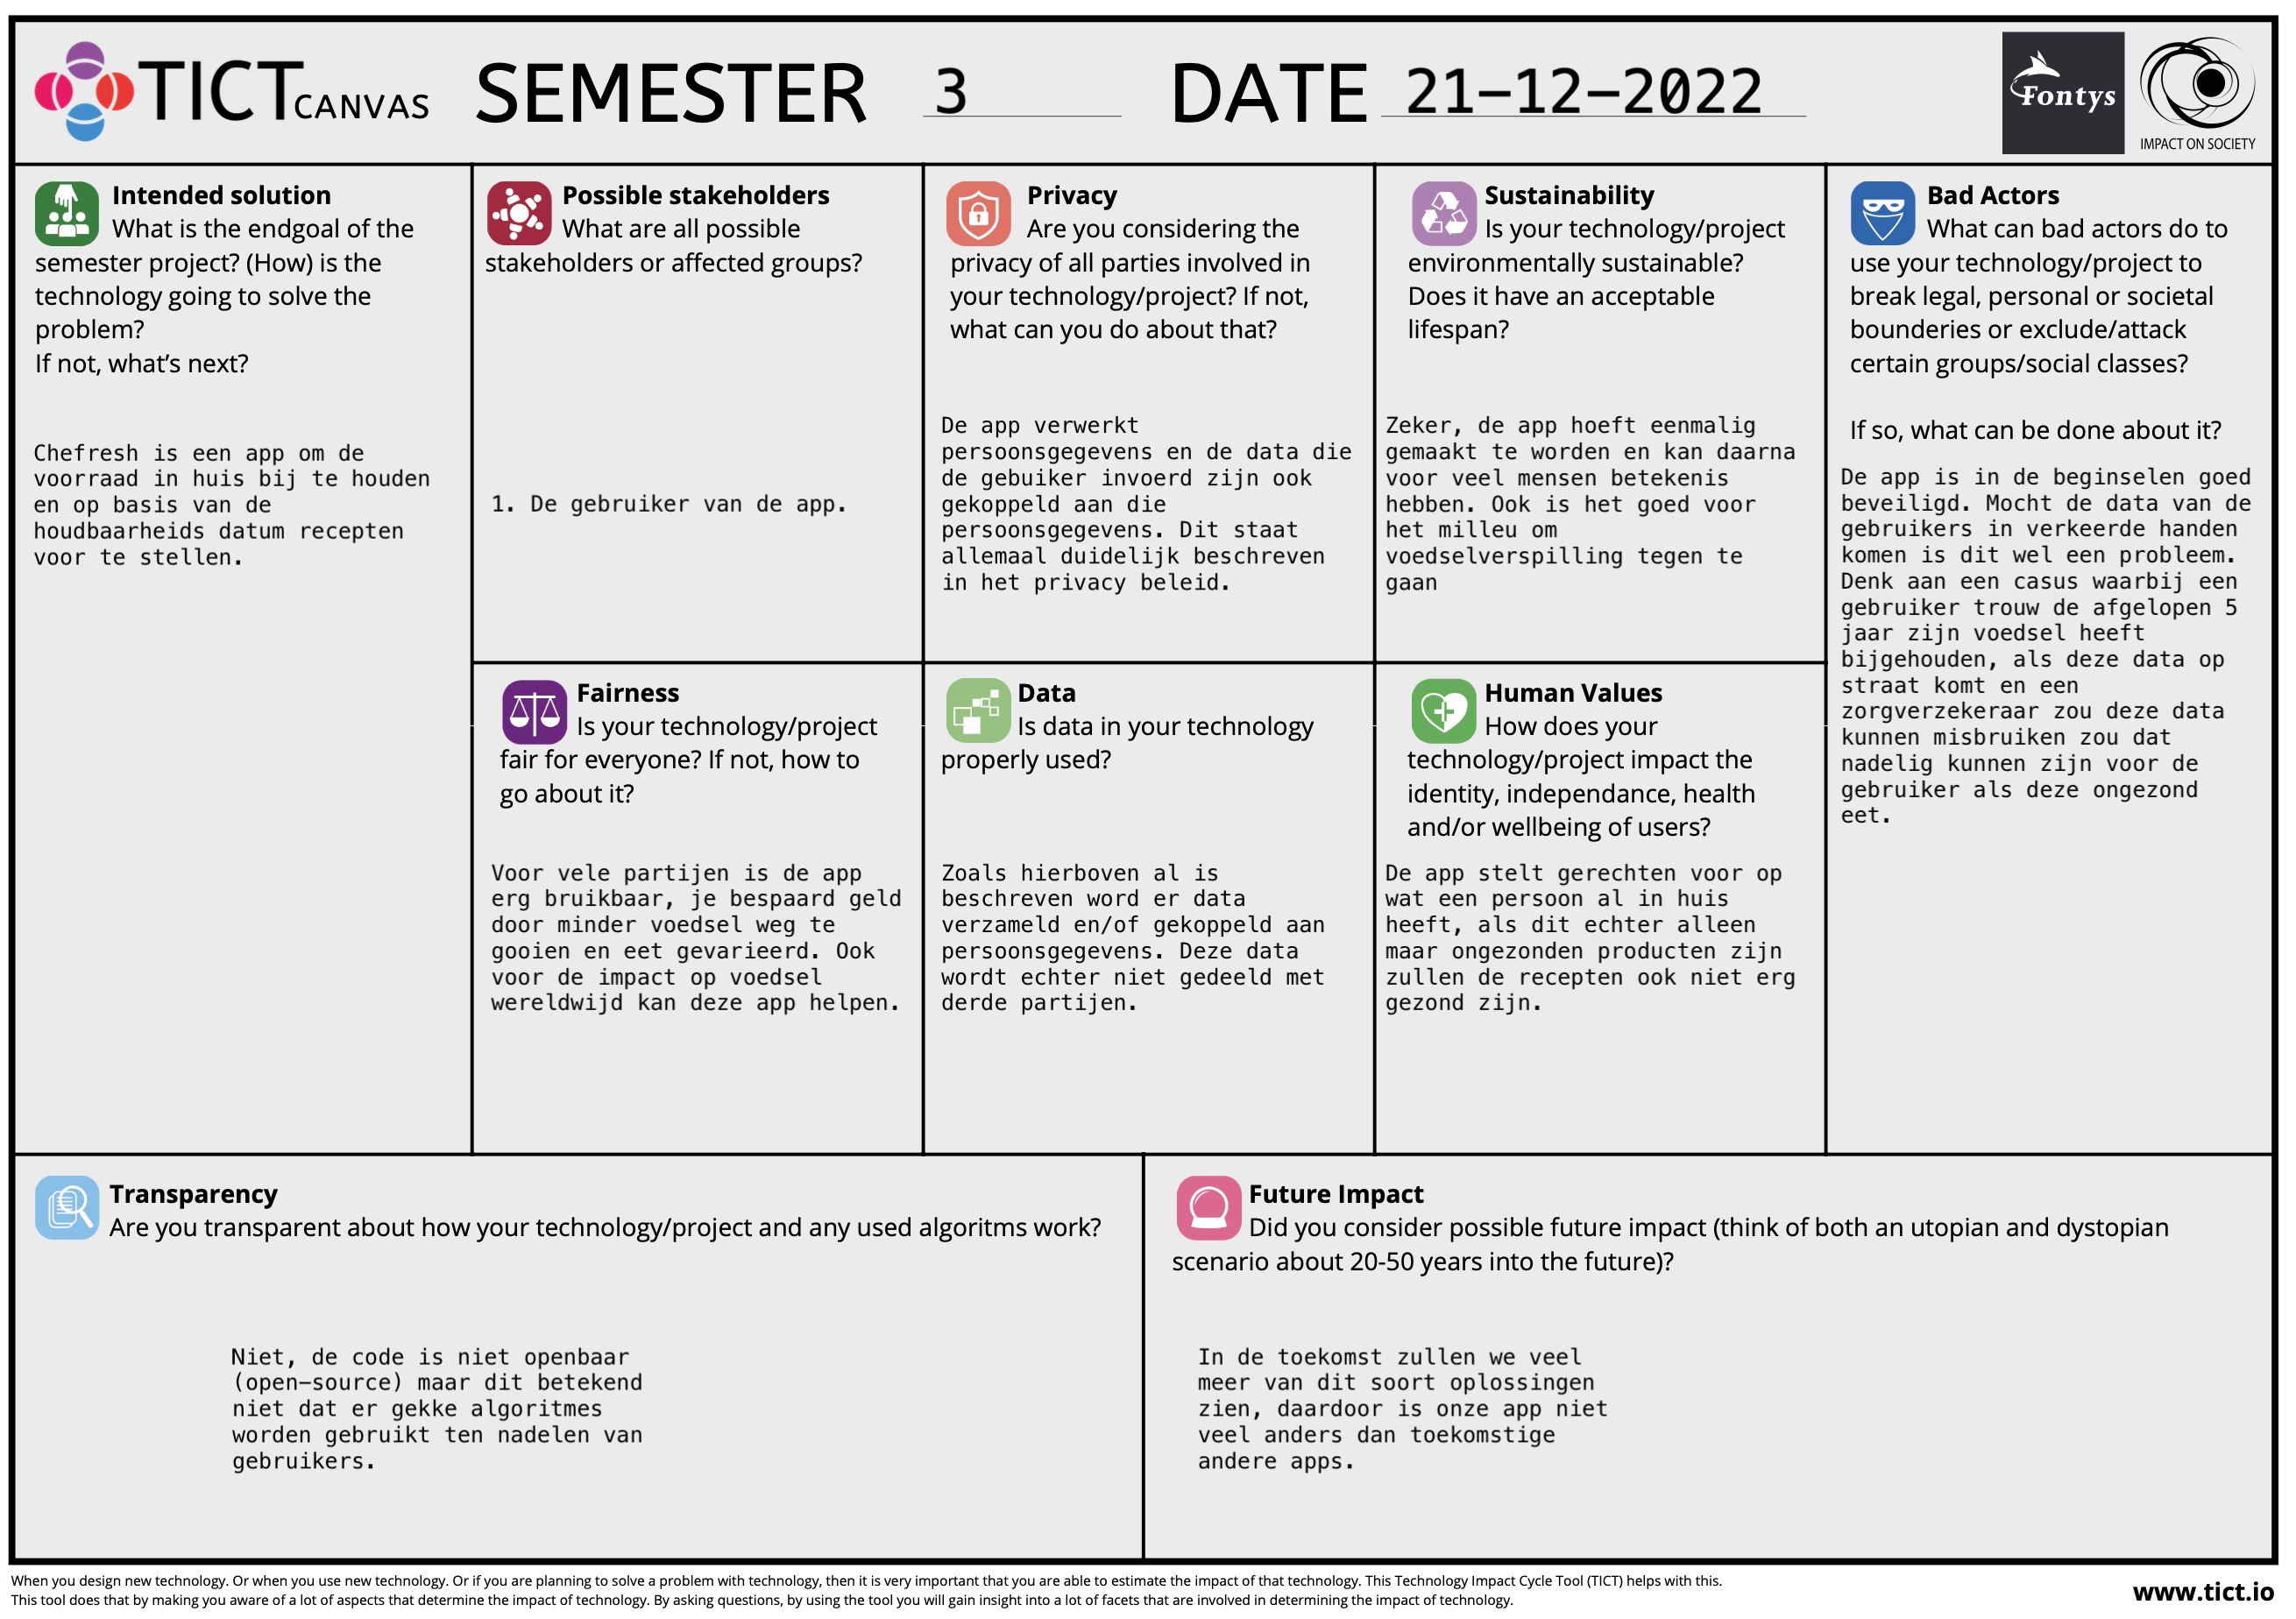 TICT CANVAS SEMESTER 3 DATE 21-12-2022
Fontys
IMPACT ON SOCIETY
Intended solution
What is the endgoal of the
semester project? (How) is the
technology going to solve the
problem?
If not, what's next?
Chefresh is een app om de
voorraad in huis bij te houden
en op basis van de
houdbaarheids datum recepten
voor te stellen.
Possible stakeholders
What are all possible
stakeholders or affected groups?
1. De gebruiker van de app.
Privacy
Are you considering the
privacy of all parties involved in
your technology/project? If not,
what can you do about that?
De app verwerkt
persoonsgegevens en de data die
de gebuiker invoerd zijn ook
gekoppeld aan die
persoonsgegevens. Dit staat
allemaal duidelijk beschreven
in het privacy beleid.
Sustainability
Is your technology/project
environmentally sustainable?
Does it have an acceptable
lifespan?
Zeker, de app hoeft eenmalig
gemaakt te worden en kan daarna
voor veel mensen betekenis
hebben. Ook is het goed voor
het milleu om
voedselverspilling tegen te
gaan
Bad Actors
What can bad actors do to
use your technology/project to
break legal, personal or societal
bounderies or exclude/attack
certain groups/social classes?
If so, what can be done about it?
De app is in de beginselen goed
beveiligd. Mocht de data van de
gebruikers in verkeerde handen
komen is dit wel een probleem.
Denk aan een casus waarbij een
gebruiker trouw de afgelopen 5
jaar zijn voedsel heeft
bijgehouden, als deze data op
straat komt en een
zorgverzekeraar zou deze data
kunnen misbruiken zou dat
nadelig kunnen zijn voor de
gebruiker als deze ongezond
eet.
Fairness
Is your technology/project
fair for everyone? If not, how to
go about it?
Voor vele partijen is de app
erg bruikbaar, je bespaard geld
door minder voedsel weg te
gooien en eet gevarieerd. Ook
voor de impact op voedsel
wereldwijd kan deze app helpen.
Data
Is data in your technology
properly used?
Zoals hierboven al is
beschreven word er data
verzameld en/of gekoppeld aan
persoonsgegevens. Deze data
wordt echter niet gedeeld met
derde partijen.
Human Values
How does your
technology/project impact the
identity, independance, health
and/or wellbeing of users?
De app stelt gerechten voor op
wat een persoon al in huis
heeft, als dit echter alleen
maar ongezonden producten zijn
zullen de recepten ook niet erg
gezond zijn.
Transparency
Are you transparent about how your technology/project and any used algoritms work?
Niet, de code is niet openbaar
(open-source) maar dit betekend
niet dat er gekke algoritmes
worden gebruikt ten nadelen van
gebruikers.
Future Impact
Did you consider possible future impact (think of both an utopian and dystopian
scenario about 20-50 years into the future)?
In de toekomst zullen we veel
meer van dit soort oplossingen
zien, daardoor is onze app niet
veel anders dan toekomstige
andere apps.
When you design new technology. Or when you use new technology. Or if you are planning to solve a problem with technology, then it is very important that you are able to estimate the impact of that technology. This Technology Impact Cycle Tool (TICT) helps with this.
This tool does that by making you aware of a lot of aspects that determine the impact of technology. By asking questions, by using the tool you will gain insight into a lot of facets that are involved in determining the impact of technology.
www.tict.io